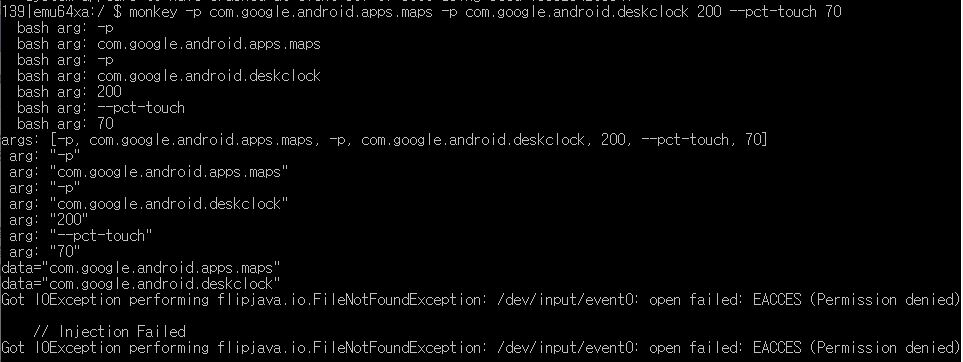 139|emu64xa:/ $ monkey -p com.google.android.apps.maps -p com.google.android.deskclock 200 --pct-touch 70
bash arg: -p
bash arg: com.google.android.apps.maps
bash arg: -p
bash arg: com.google.android.deskclock
bash arg: 200
bash arg: --pct-touch
bash arg: 70
args: [-p, com.google.android.apps.maps, -p, com.google.android.deskclock, 200, --pct-touch, 70]
arg: "-p"
arg: "com.google.android.apps.maps"
arg: "-p"
arg: "com.google.android.deskclock"
arg: "200"
arg: "--pct-touch"
arg: "70"
data="com.google.android.apps.maps"
data="com.google.android.deskclock"
Got IOException performing flipjava.io.FileNotFoundException: /dev/input/event0: open failed: EACCES (Permission denied)
// Injection Failed
Got IOException performing flipjava.io.FileNotFoundException: /dev/input/event0: open failed: EACCES (Permission denied)